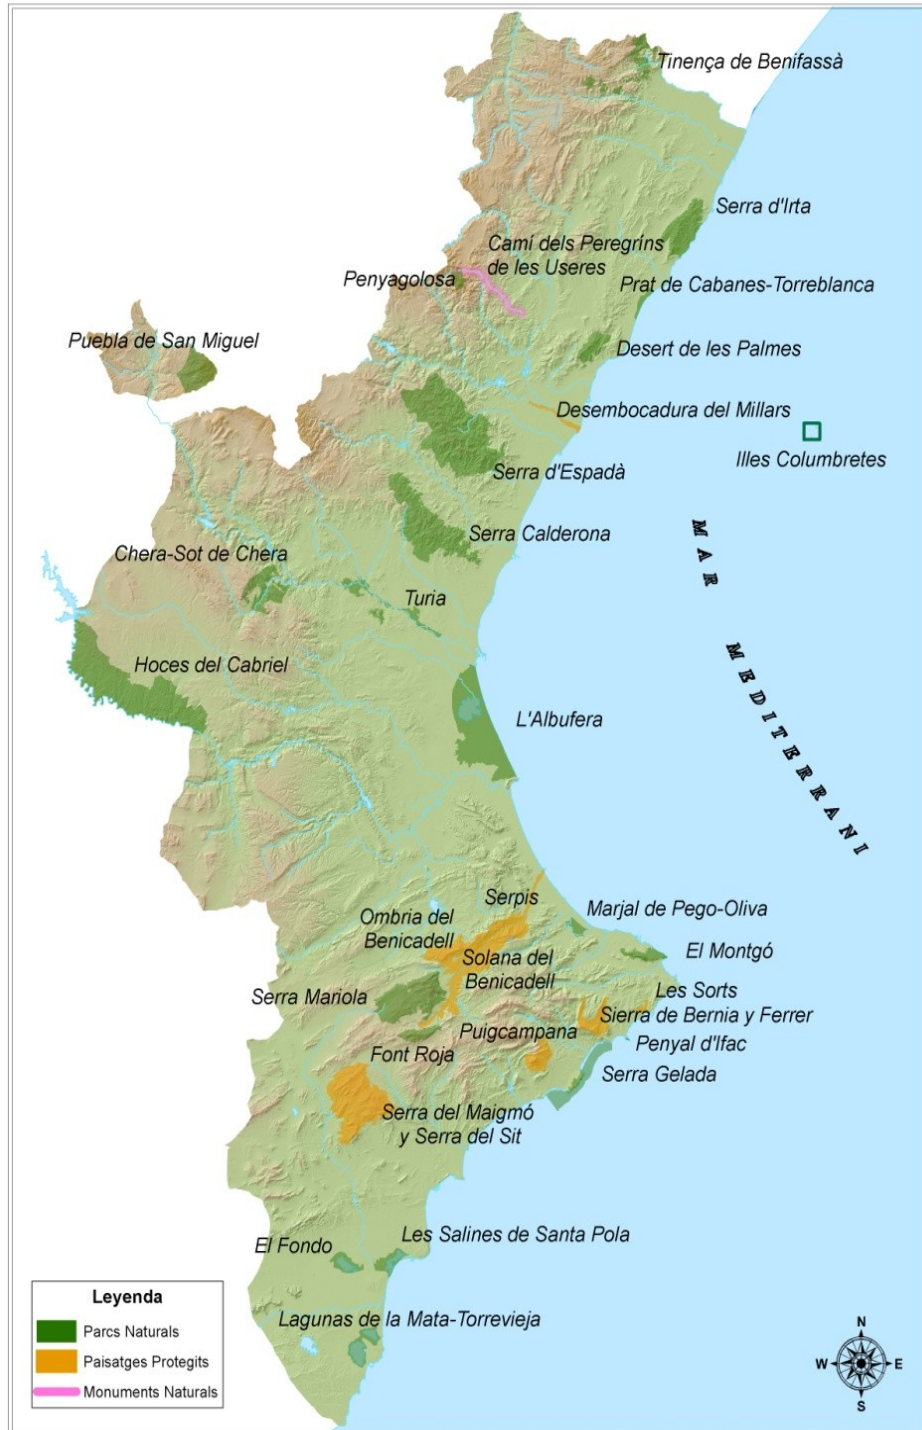 Tinença de Benifassà
Serra d'Irta
Camí dels Peregríns
de les Useres
Penyagolosa
Prat de Cabanes-Torreblanca
Puebla de San Miguel
Desert de les Palmes
Desembocadura del Millars
Illes Columbretes
Serra d'Espadà
Serra Calderona
MAR MEDITERRANI
Chera-Sot de Chera
Turia
Hoces del Cabriel
L'Albufera
Serpis
Marjal de Pego-Oliva
Ombria del
Benicadell
El Montgó
Solana del
Benicadell
Serra Mariola
Les Sorts
Sierra de Bernia y Ferrer
Puigcampana
Penyal d'Ifac
Font Roja
Serra Gelada
Serra del Maigmó
y Serra del Sit
Les Salines de Santa Pola
El Fondo
Lagunas de la Mata-Torrevieja
Leyenda
Parcs Naturals
Paisatges Protegits
Monuments Naturals
N
W E
S